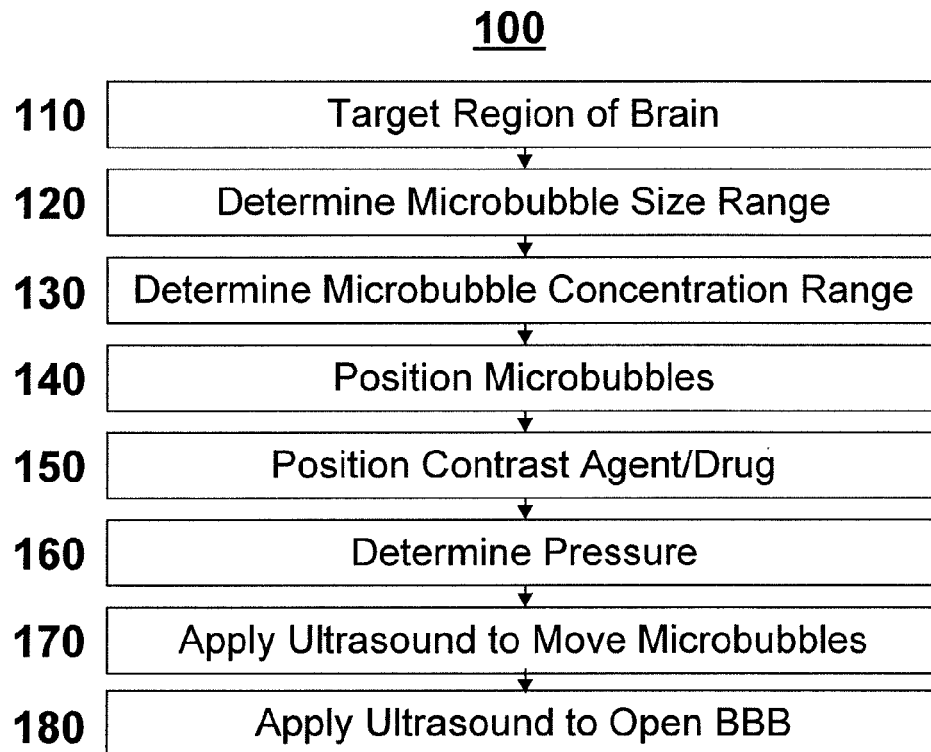 100
110 Target Region of Brain
120 Determine Microbubble Size Range
130 Determine Microbubble Concentration Range
140 Position Microbubbles
150 Position Contrast Agent/Drug
160 Determine Pressure
170 Apply Ultrasound to Move Microbubbles
180 Apply Ultrasound to Open BBB